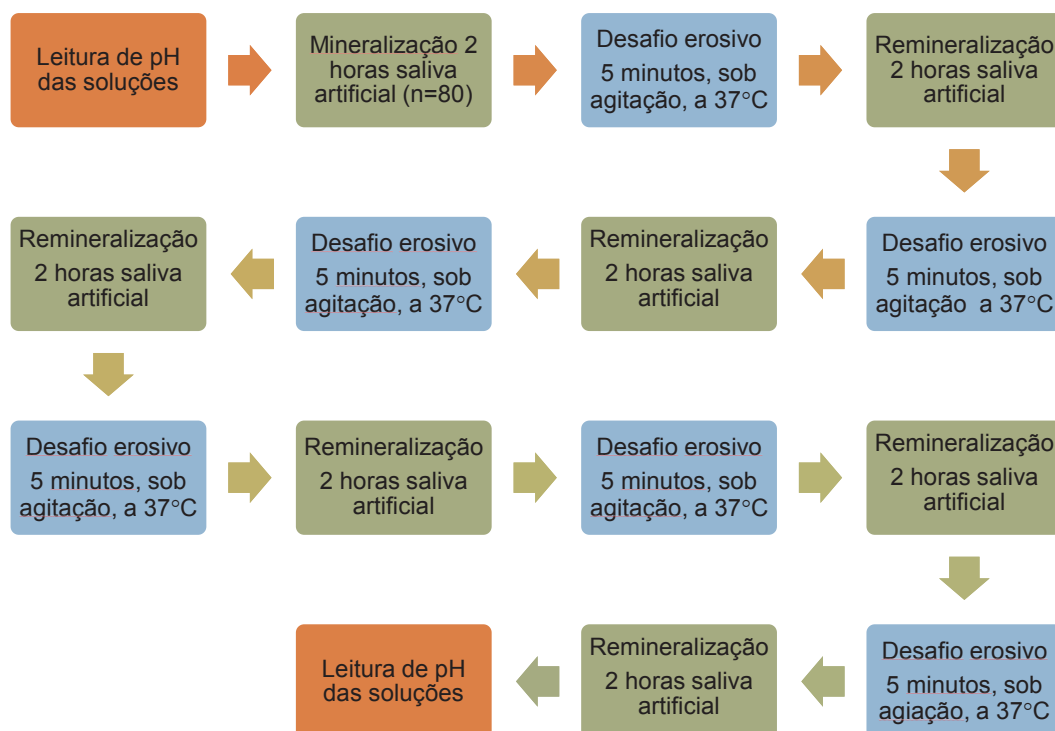 Leitura de pH
das soluções
Mineralização 2
horas saliva
artificial (n=80)
Desafio erosivo
5 minutos, sob
agitação, a 37°C
Remineralização
2 horas saliva
artificial
Desafio erosivo
5 minutos, sob
agitação  a 37°C
Remineralização
2 horas saliva
artificial
Desafio erosivo
5 minutos, sob
agitação, a 37°C
Remineralização
2 horas saliva
artificial
Desafio erosivo
5 minutos, sob
agitação, a 37°C
Remineralização
2 horas saliva
artificial
Desafio erosivo
5 minutos, sob
agitação, a 37°C
Remineralização
2 horas saliva
artificial
Desafio erosivo
5 minutos, sob
agiação, a 37°C
Remineralização
2 horas saliva
artificial
Leitura de pH
das soluções